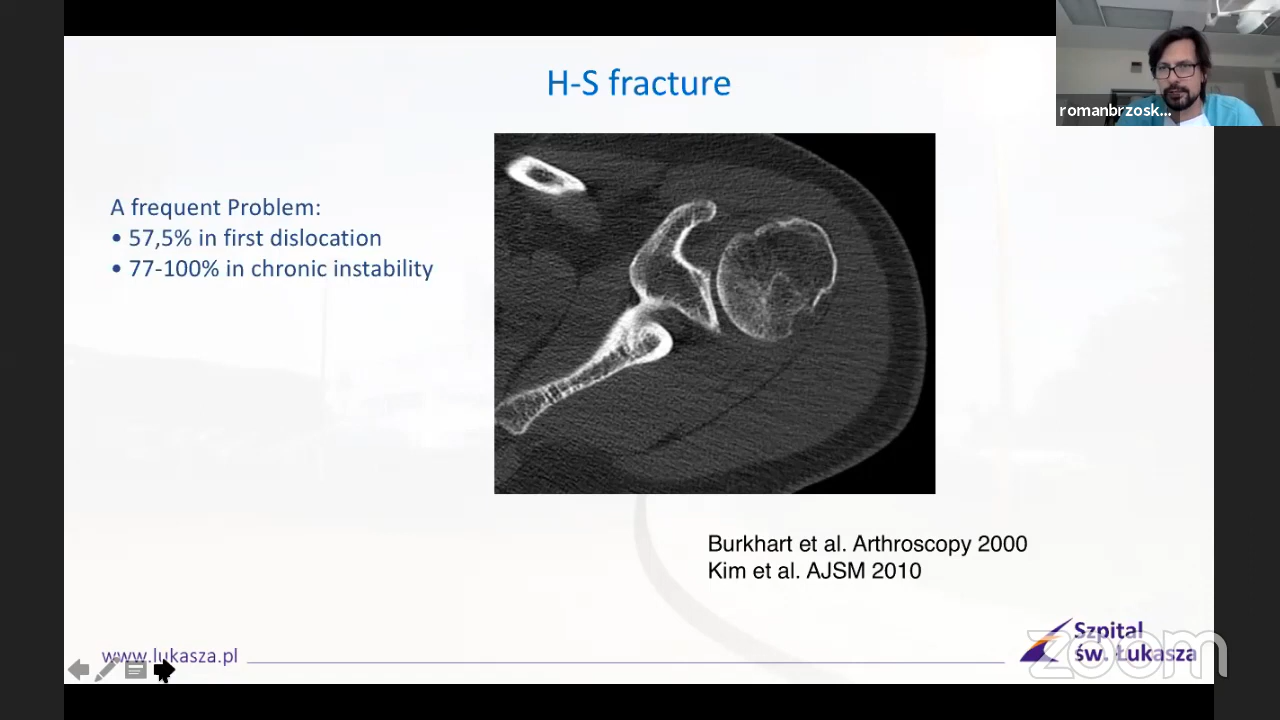 H-S fracture
romanbrzosk...
A frequent Problem:
• 57,5% in first dislocation
• 77-100% in chronic instability
Burkhart et al. Arthroscopy 2000
Kim et al. AJSM 2010
www.lukasza.pl
Szpital
św. Łukasza
zoom